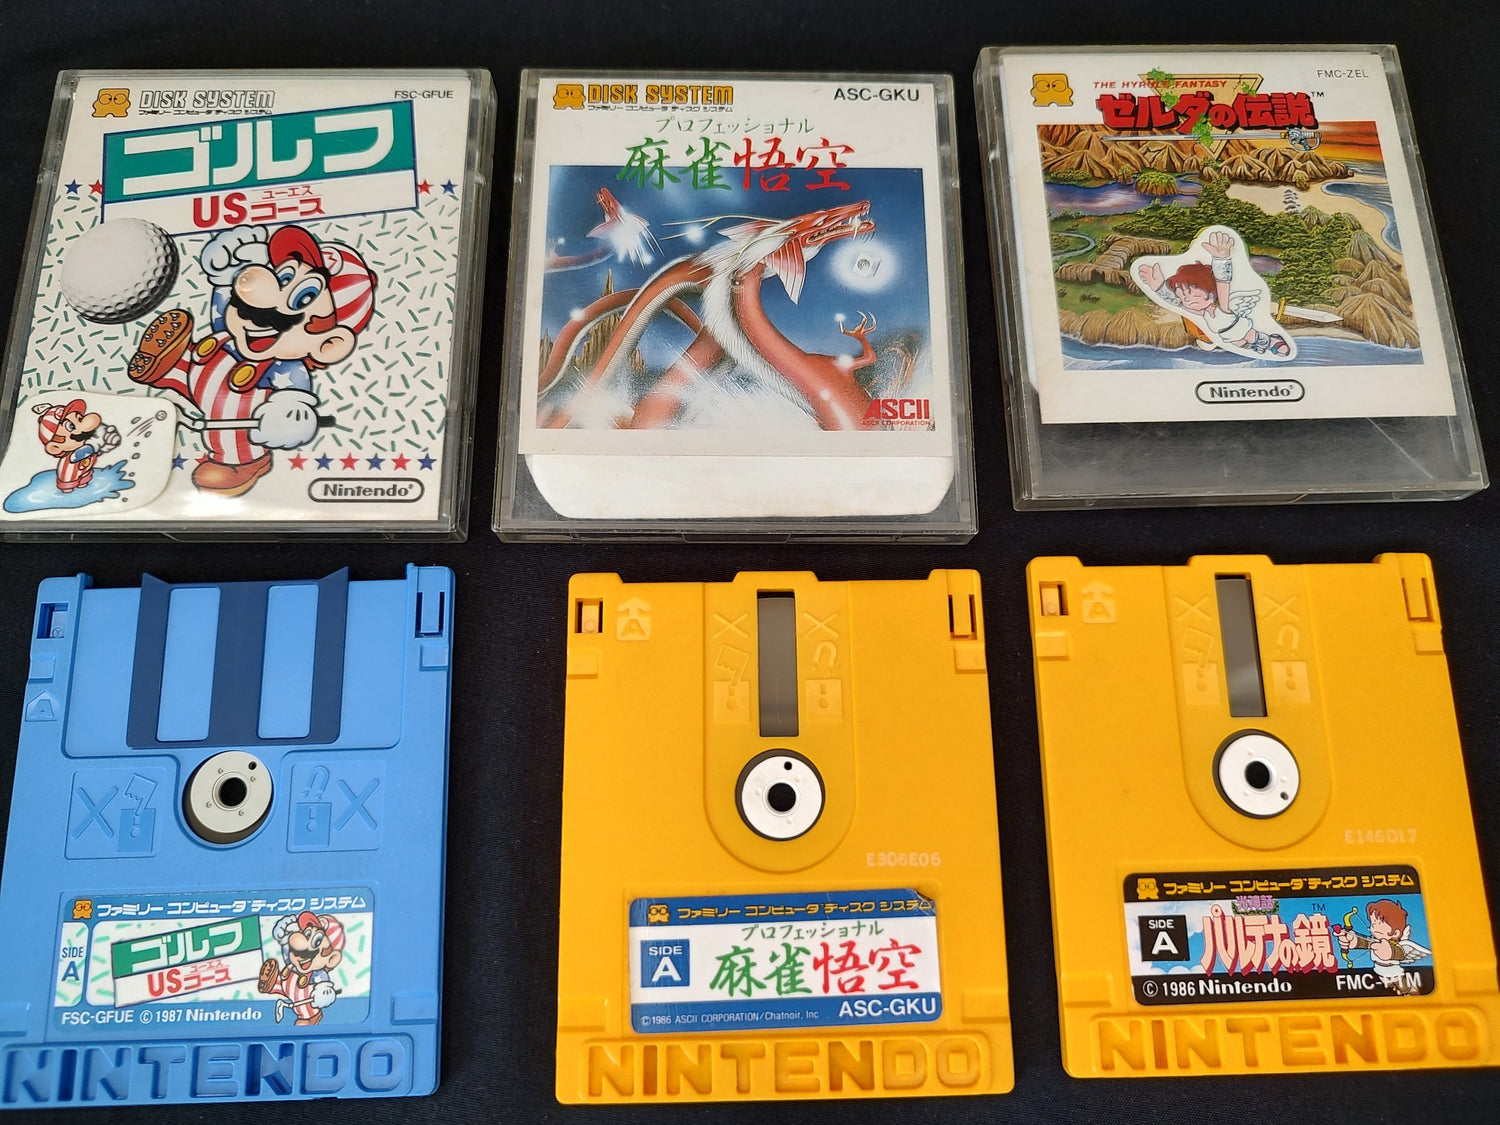 DISK SYSTEM
ファミリー コンピュータ ディスク システム
FSC-GFUE
ゴルフ
ユーエス
USコース
Nintendo®
DISK SYSTEM
ファミリー コンピュータ ディスク システム
ASC-GKU
プロフェッショナル
麻雀悟空
ASCII
ASCII CORPORATION
FMC-ZEL
THE HYRULE FANTASY
ゼルダの伝説™
Nintendo®
A
ファミリー コンピュータ ディスク システム
SIDE
A
ゴルフ
ユーエス
USコース
FSC-GFUE © 1987 Nintendo
NINTENDO
A
E306E06
ファミリー コンピュータ ディスク システム
SIDE
A
プロフェッショナル
麻雀悟空
©1986 ASCII CORPORATION/Chatnoir, Inc ASC-GKU
NINTENDO
A
E146D17
ファミリー コンピュータ ディスク システム
SIDE
A
光神話
パルテナの鏡™
© 1986 Nintendo FMC-PTM
NINTENDO